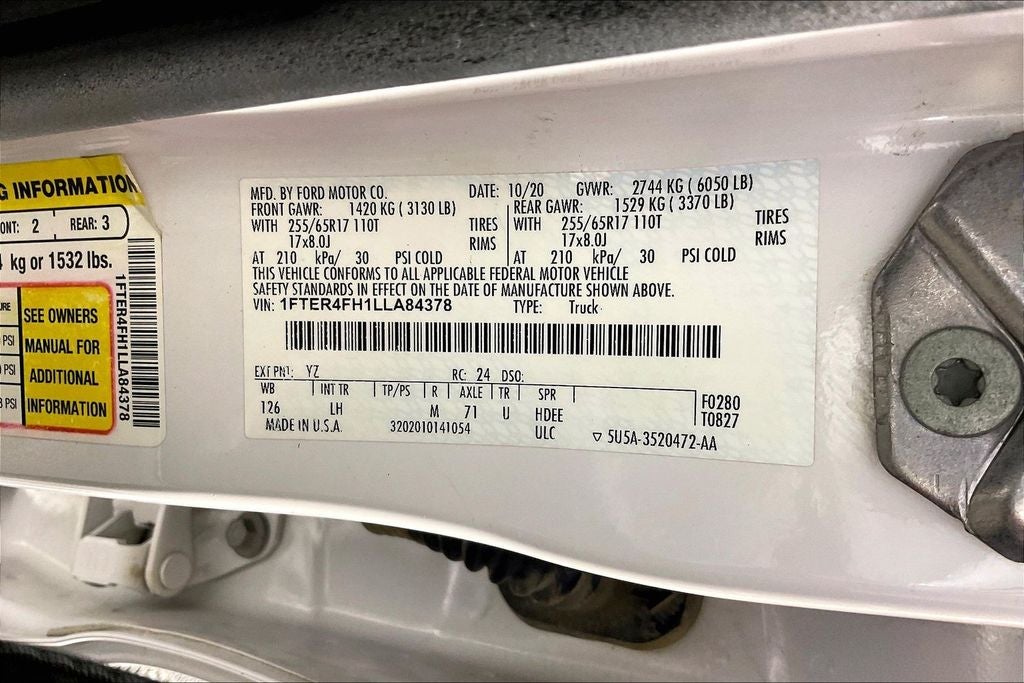 G INFORMATION
ONT: 2 REAR: 3
kg or 1532 lbs.
PSI
PSI
PSI
SEE OWNERS
MANUAL FOR
ADDITIONAL
INFORMATION
1FTER4FH1LLA84378
MFD. BY FORD MOTOR CO. DATE: 10/20 GVWR: 2744 KG ( 6050 LB)
FRONT GAWR: 1420 KG ( 3130 LB) REAR GAWR: 1529 KG ( 3370 LB)
WITH 255/65R17 110T TIRES WITH 255/65R17 110T TIRES
17x8.0J RIMS 17x8.0J RIMS
AT 210 kPa/ 30 PSI COLD AT 210 kPa/ 30 PSI COLD
THIS VEHICLE CONFORMS TO ALL APPLICABLE FEDERAL MOTOR VEHICLE
SAFETY STANDARDS IN EFFECT ON THE DATE OF MANUFACTURE SHOWN ABOVE.
VIN: 1FTER4FH1LLA84378 TYPE: Truck
EXT PNT: YZ RC: 24 DSO:
WB INT TR TP/PS R AXLE TR SPR
126 LH M 71 U HDEE
ULC
F0280
T0827
MADE IN U.S.A. 3202010141054
▽ 5U5A-3520472-AA